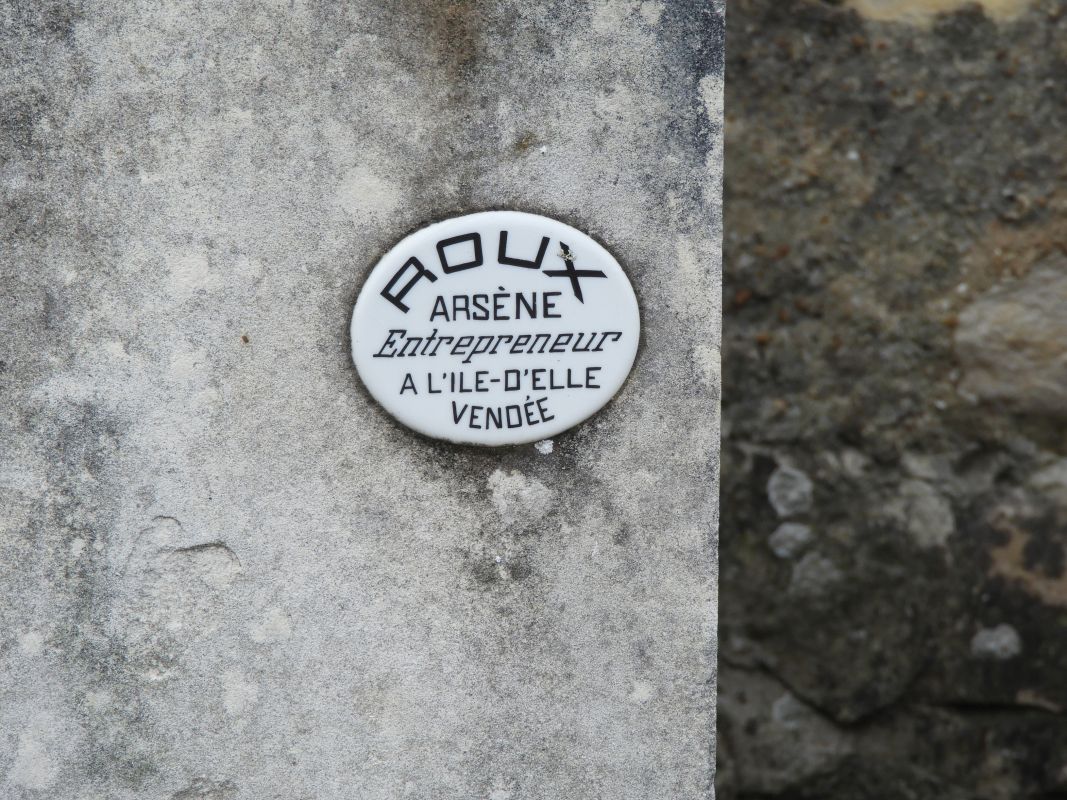 ROUX
ARSÈNE
Entrepreneur
A L'ILE-D'ELLE
VENDÉE